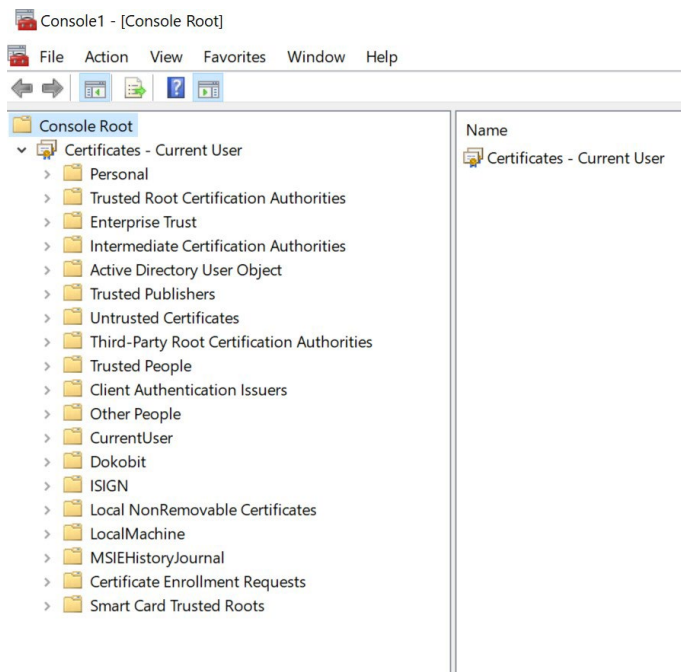 Console1 - [Console Root]
File Action View Favorites Window Help
Console Root
Certificates - Current User
Personal
Trusted Root Certification Authorities
Enterprise Trust
Intermediate Certification Authorities
Active Directory User Object
Trusted Publishers
Untrusted Certificates
Third-Party Root Certification Authorities
Trusted People
Client Authentication Issuers
Other People
CurrentUser
Dokobit
ISIGN
Local NonRemovable Certificates
LocalMachine
MSIEHistoryJournal
Certificate Enrollment Requests
Smart Card Trusted Roots
Name
Certificates - Current User